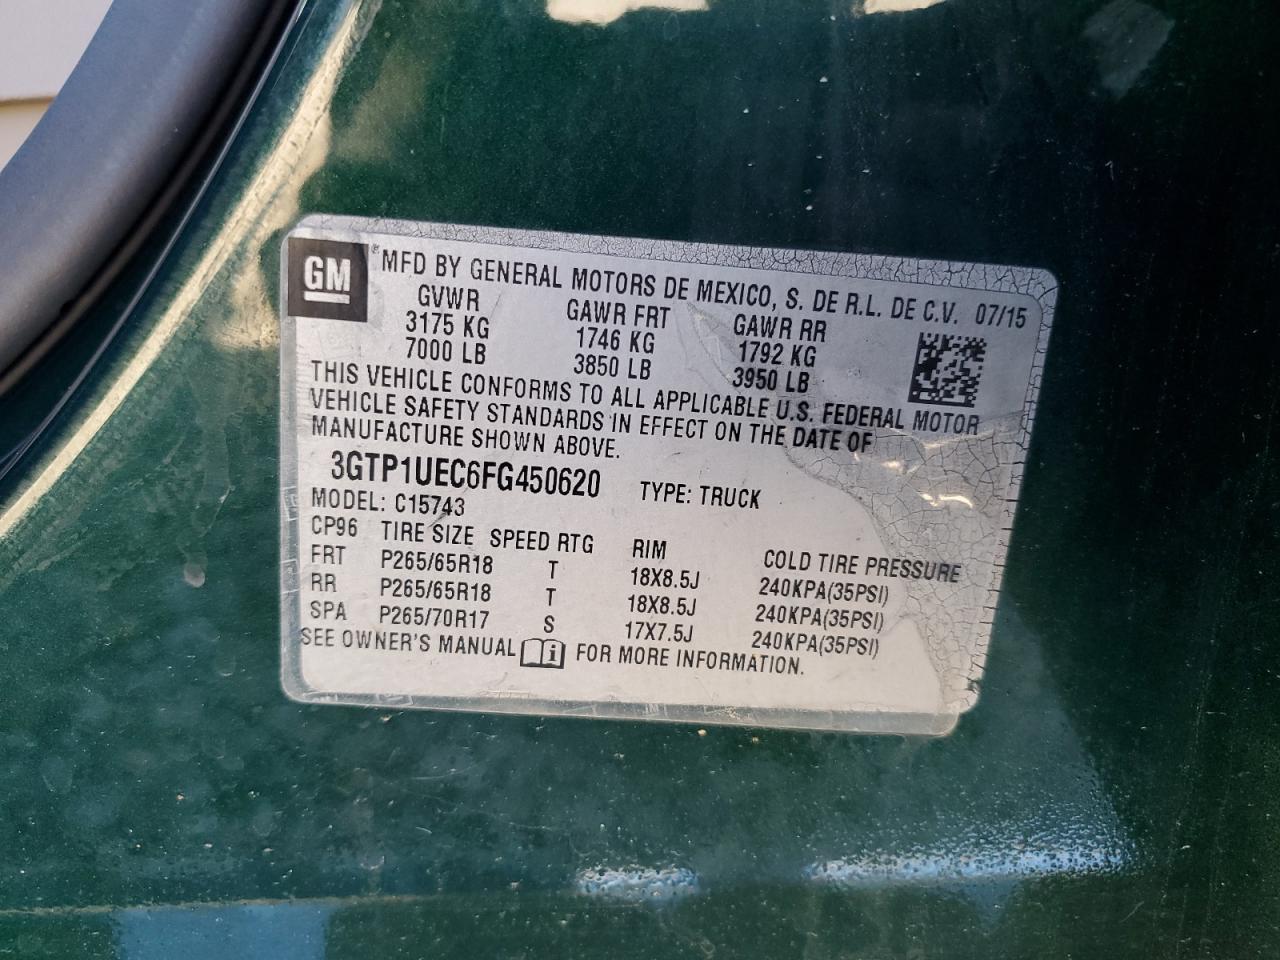 GM
® MFD BY GENERAL MOTORS DE MEXICO, S. DE R.L. DE C.V. 07/15
GVWR GAWR FRT GAWR RR
3175 KG 1746 KG 1792 KG
7000 LB 3850 LB 3950 LB
THIS VEHICLE CONFORMS TO ALL APPLICABLE U.S. FEDERAL MOTOR
VEHICLE SAFETY STANDARDS IN EFFECT ON THE DATE OF
MANUFACTURE SHOWN ABOVE.
3GTP1UEC6FG450620 TYPE: TRUCK
MODEL: C15743
CP96 TIRE SIZE SPEED RTG RIM COLD TIRE PRESSURE
FRT P265/65R18 T 18X8.5J 240KPA(35PSI)
RR P265/65R18 T 18X8.5J 240KPA(35PSI)
SPA P265/70R17 S 17X7.5J 240KPA(35PSI)
SEE OWNER'S MANUAL FOR MORE INFORMATION.